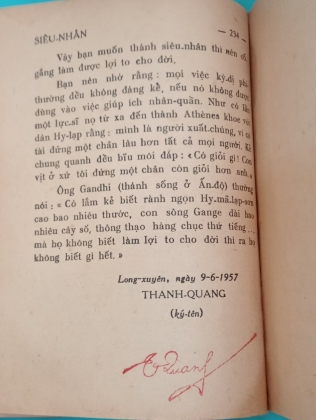 SIÊU-NHÂN
— 234 —
Vậy bạn muốn thành siêu-nhân thì nên cố
gắng làm được lợi to cho đời.
Bạn nên nhớ rằng: mọi việc kỳ-dị phi-
thường đều không đáng kể, nếu nó không được
dùng vào việc giúp ích nhân-quần. Như có lần
một lực-sĩ nọ từ xa đến thành Athènes khoe với
dân Hy-lạp rằng: mình là người xuất-chúng, vì có
tài đứng một chân lâu hơn tất cả mọi người. Kẻ
chung quanh đều bĩu môi đáp: « Có giỏi gì! Con
vịt ở xứ tôi đứng một chân còn giỏi hơn anh »
Ông Gandhi (thánh sống ở Ấn-độ) thường
nói: « Có lắm kẻ biết rành ngọn Hy-mã-lạp-sơn
cao bao nhiêu thước, con sông Gange dài bao
nhiêu cây số, thông thạo hàng chục thứ tiếng...
mà họ không biết làm lợi to cho đời thì ra họ
không biết gì hết. »
Long-xuyên, ngày 9-6-1957
THANH-QUANG
(ký-tên)